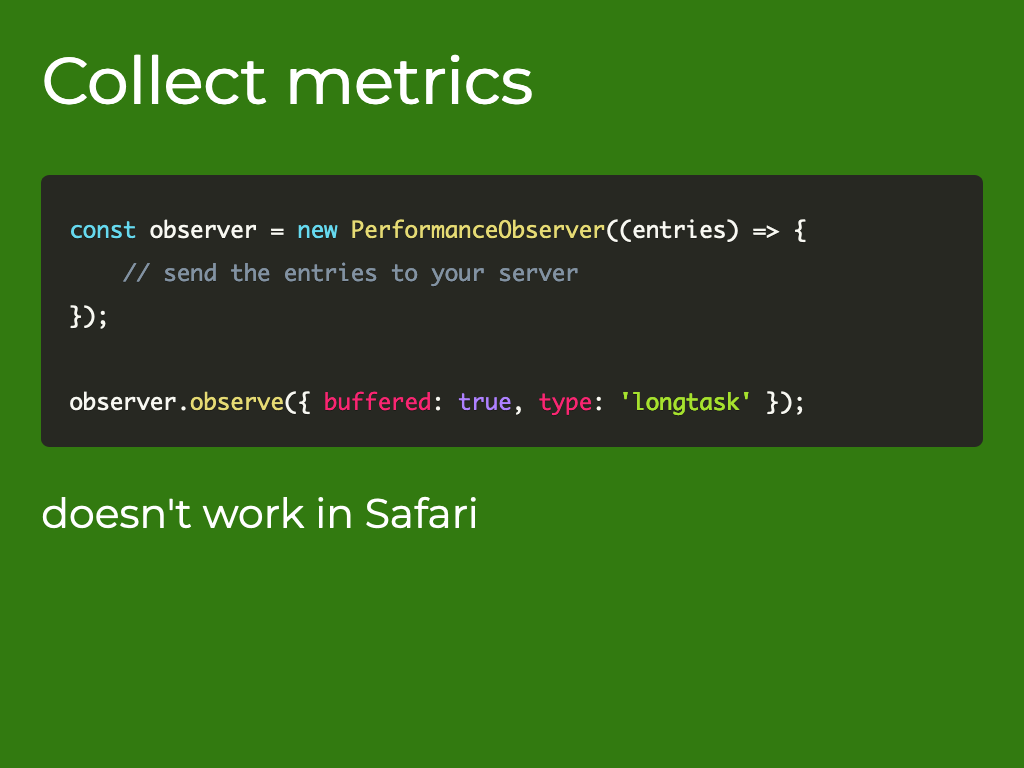 Collect metrics
const observer = new PerformanceObserver((entries) => {
    // send the entries to your server
});
observer.observe({ buffered: true, type: 'longtask' });
doesn't work in Safari